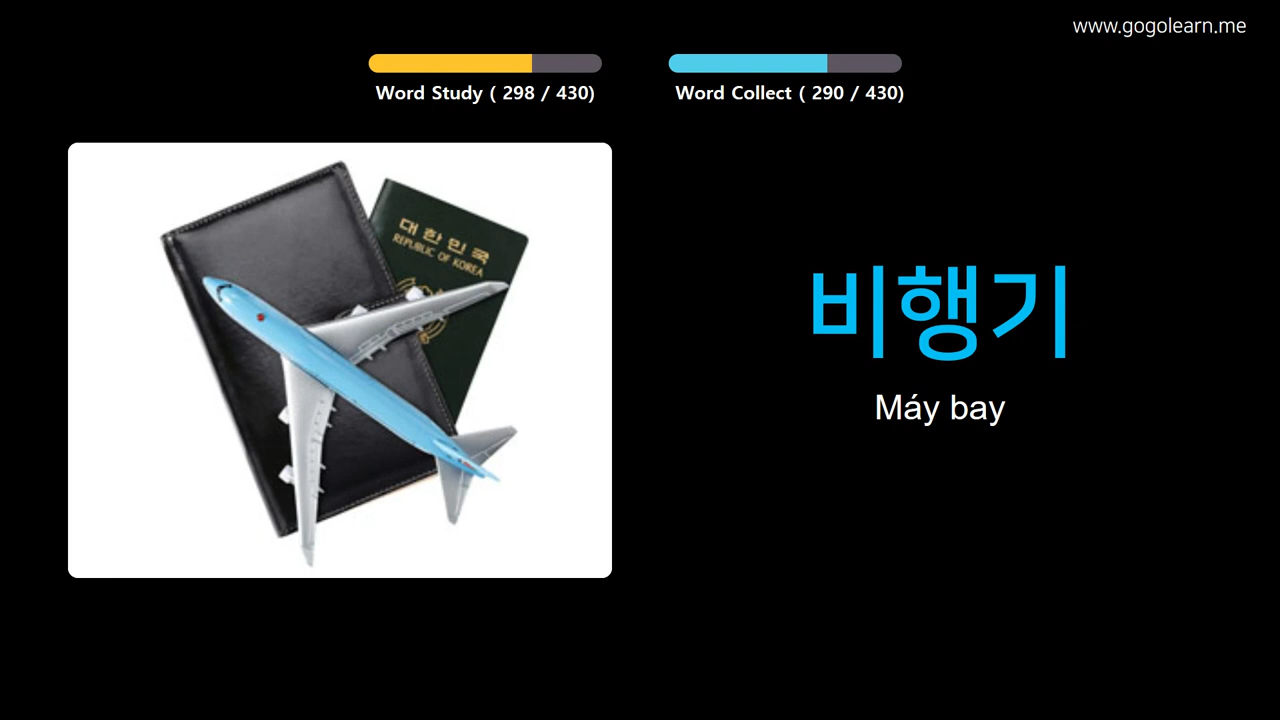 www.gogolearn.me
Word Study ( 298 / 430)
Word Collect ( 290 / 430)
대한민국
REPUBLIC OF KOREA
비행기
Máy bay